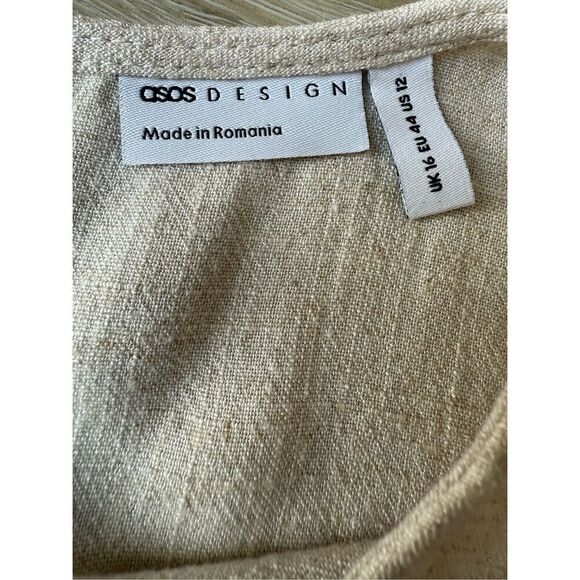 asos DESIGN
Made in Romania
UK 16 EU 44 US 12